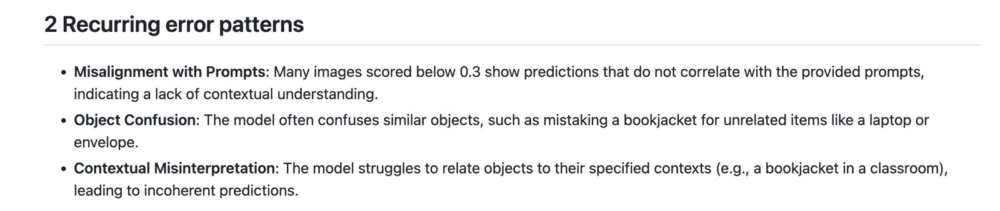 2 Recurring error patterns
• Misalignment with Prompts: Many images scored below 0.3 show predictions that do not correlate with the provided prompts,
indicating a lack of contextual understanding.
• Object Confusion: The model often confuses similar objects, such as mistaking a bookjacket for unrelated items like a laptop or
envelope.
• Contextual Misinterpretation: The model struggles to relate objects to their specified contexts (e.g., a bookjacket in a classroom),
leading to incoherent predictions.